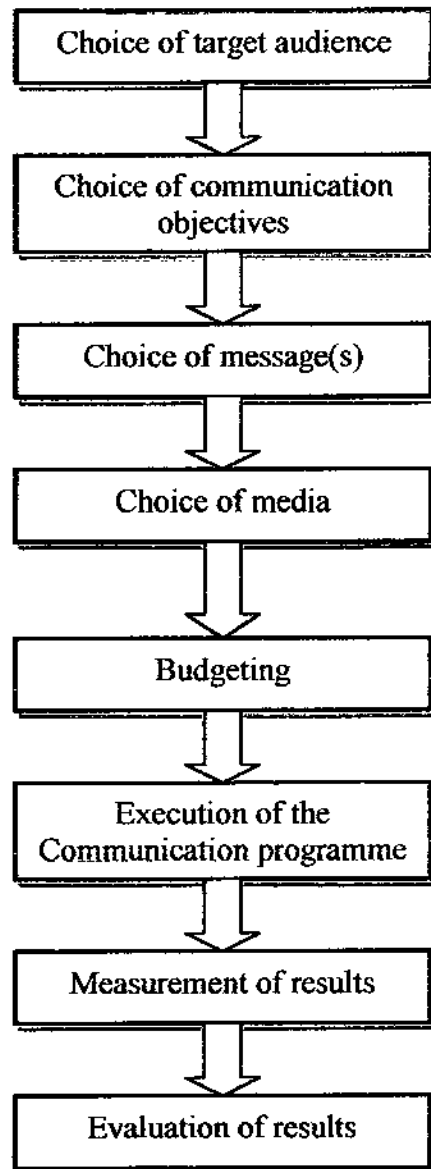 Choice of target audience
Choice of communication
objectives
Choice of message(s)
Choice of media
Budgeting
Execution of the
Communication programme
Measurement of results
Evaluation of results